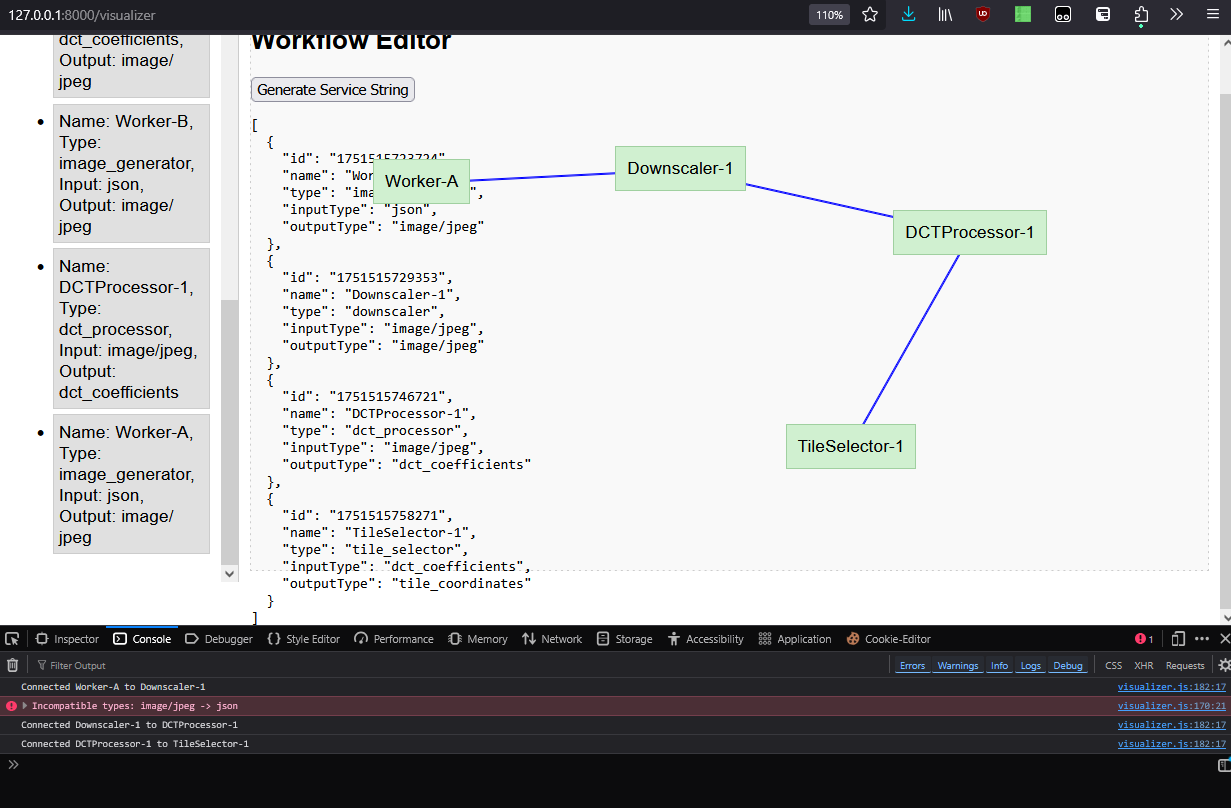 127.0.0.1:8000/visualizer
110%
dct_coefficients,
Output: image/
jpeg
Name: Worker-B,
Type:
image_generator,
Input: json,
Output: image/
jpeg
Name:
DCTProcessor-1,
Type:
dct_processor,
Input: image/jpeg,
Output:
dct_coefficients
Name: Worker-A,
Type:
image_generator,
Input: json,
Output: image/
jpeg
Workflow Editor
Generate Service String
[
{
"id": "1751515723724"
"name": "Wor
"type": "ima ",
"inputType": "json",
"outputType": "image/jpeg"
},
{
"id": "1751515729353",
"name": "Downscaler-1",
"type": "downscaler",
"inputType": "image/jpeg",
"outputType": "image/jpeg"
},
{
"id": "1751515746721",
"name": "DCTProcessor-1",
"type": "dct_processor",
"inputType": "image/jpeg",
"outputType": "dct_coefficients"
},
{
"id": "1751515758271",
"name": "TileSelector-1",
"type": "tile_selector",
"inputType": "dct_coefficients",
"outputType": "tile_coordinates"
}
]
Worker-A
Downscaler-1
DCTProcessor-1
TileSelector-1
Inspector Console Debugger Style Editor Performance Memory Network Storage Accessibility Application Cookie-Editor 1
Filter Output Errors Warnings Info Logs Debug CSS XHR Requests
Connected Worker-A to Downscaler-1 visualizer.js:182:17
Incompatible types: image/jpeg -> json visualizer.js:170:21
Connected Downscaler-1 to DCTProcessor-1 visualizer.js:182:17
Connected DCTProcessor-1 to TileSelector-1 visualizer.js:182:17